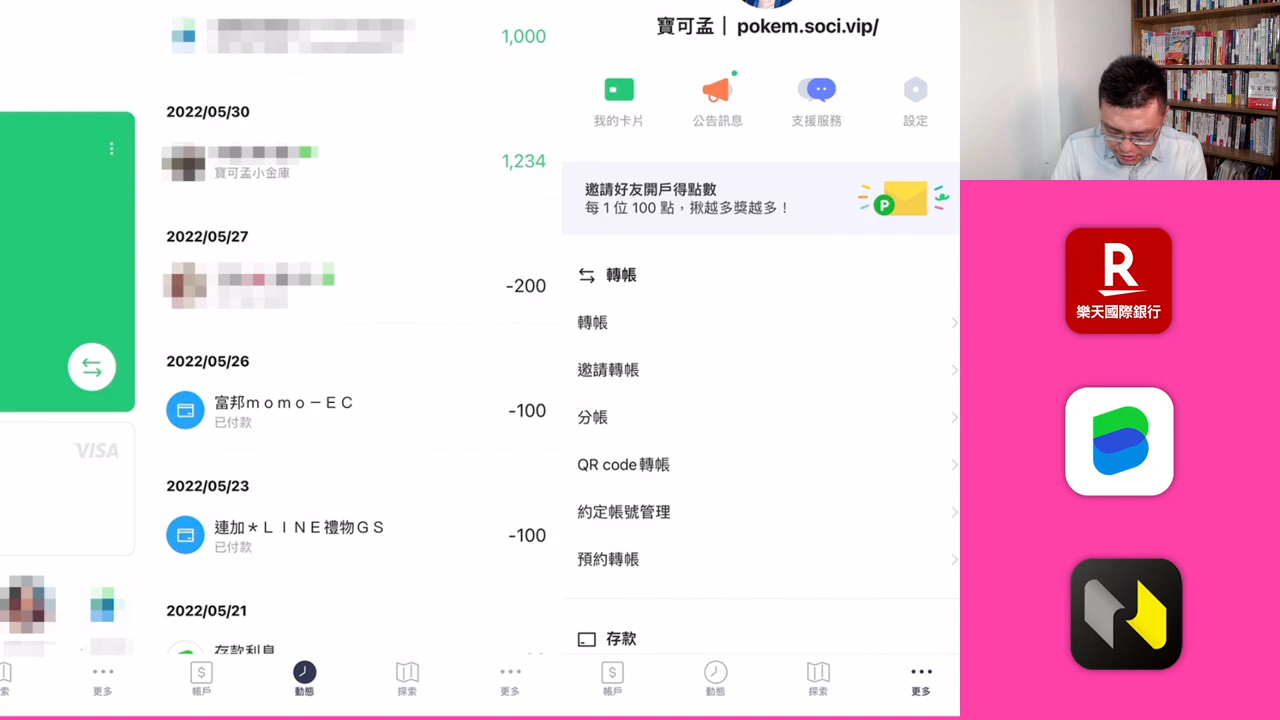 VISA
索
更多
1,000
2022/05/30
寶可孟小金庫
1,234
2022/05/27
-200
2022/05/26
富邦ｍｏｍｏ－ＥＣ
已付款
-100
2022/05/23
連加＊ＬＩＮＥ禮物ＧＳ
已付款
-100
2022/05/21
存款利息
帳戶
動態
探索
更多
寶可孟｜ pokem.soci.vip/
我的卡片
公告訊息
支援服務
設定
邀請好友開戶得點數
每 1 位 100 點，揪越多獎越多！
P
轉帳
轉帳
邀請轉帳
分帳
QR code轉帳
約定帳號管理
預約轉帳
存款
帳戶
動態
探索
更多
R
樂天國際銀行